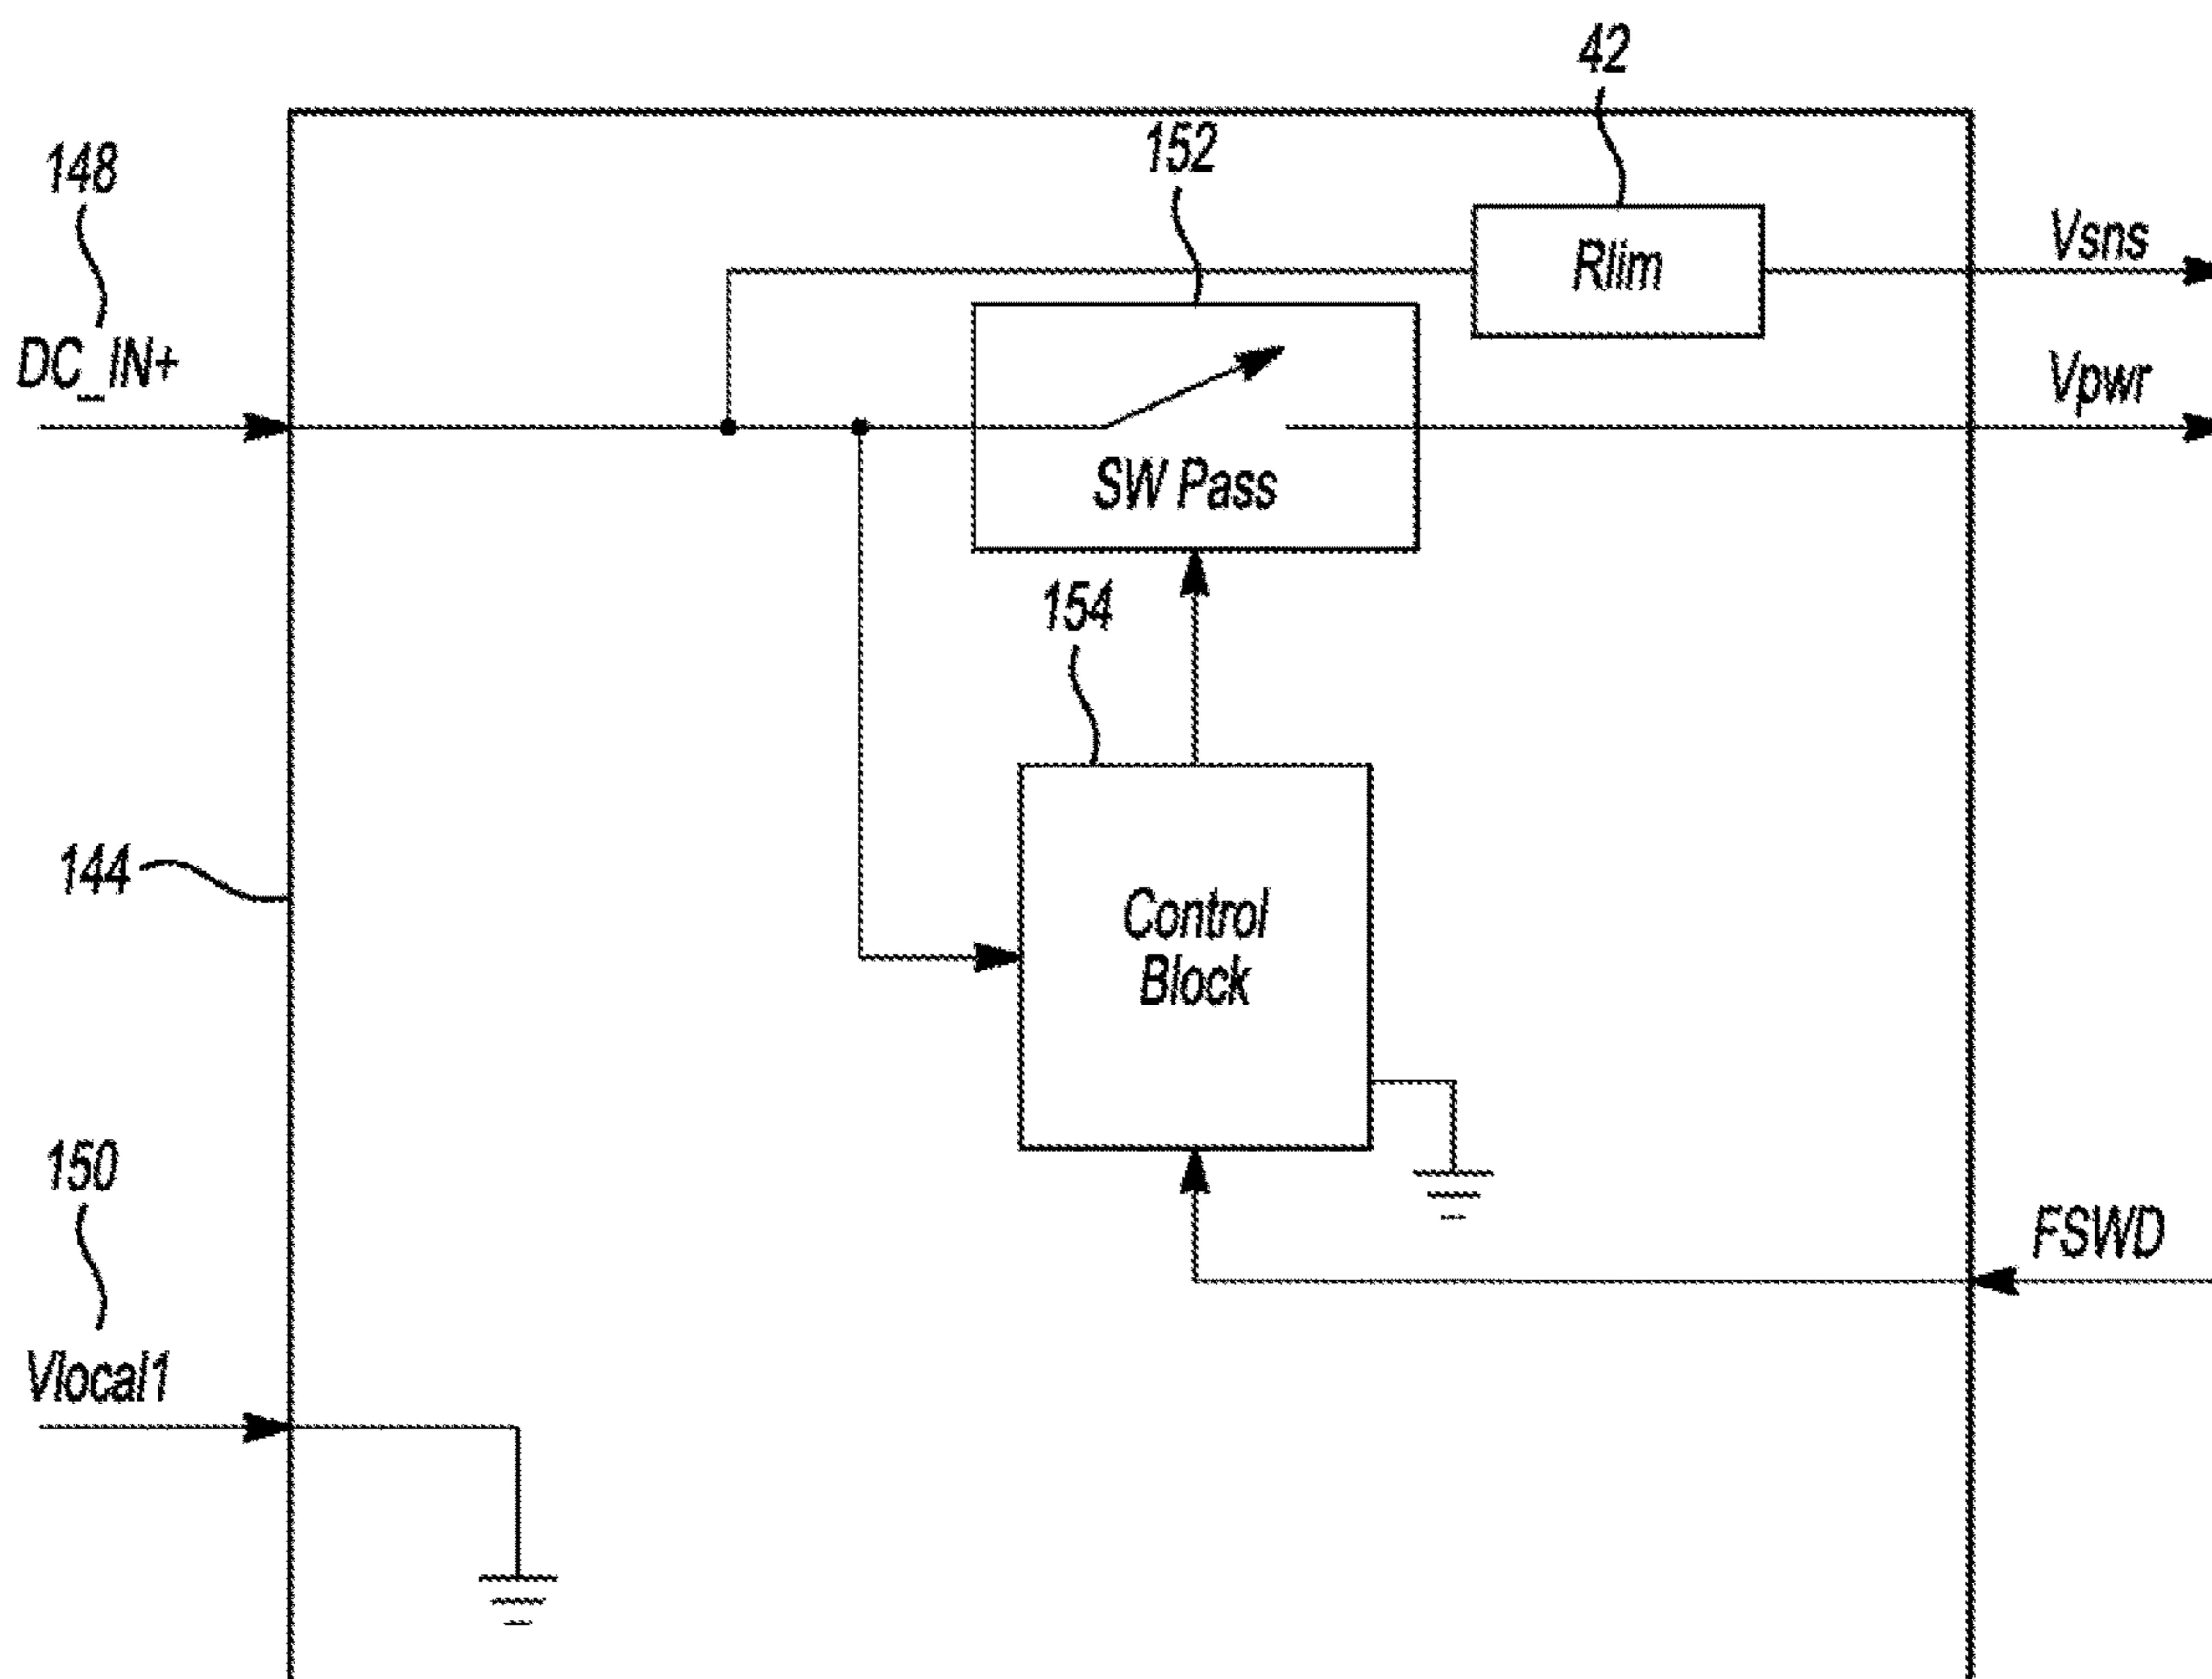 42
152
148
Rlim
Vsns
DC_IN+
Vpwr
SW Pass
154
144
Control
Block
150
FSWD
Vlocal1